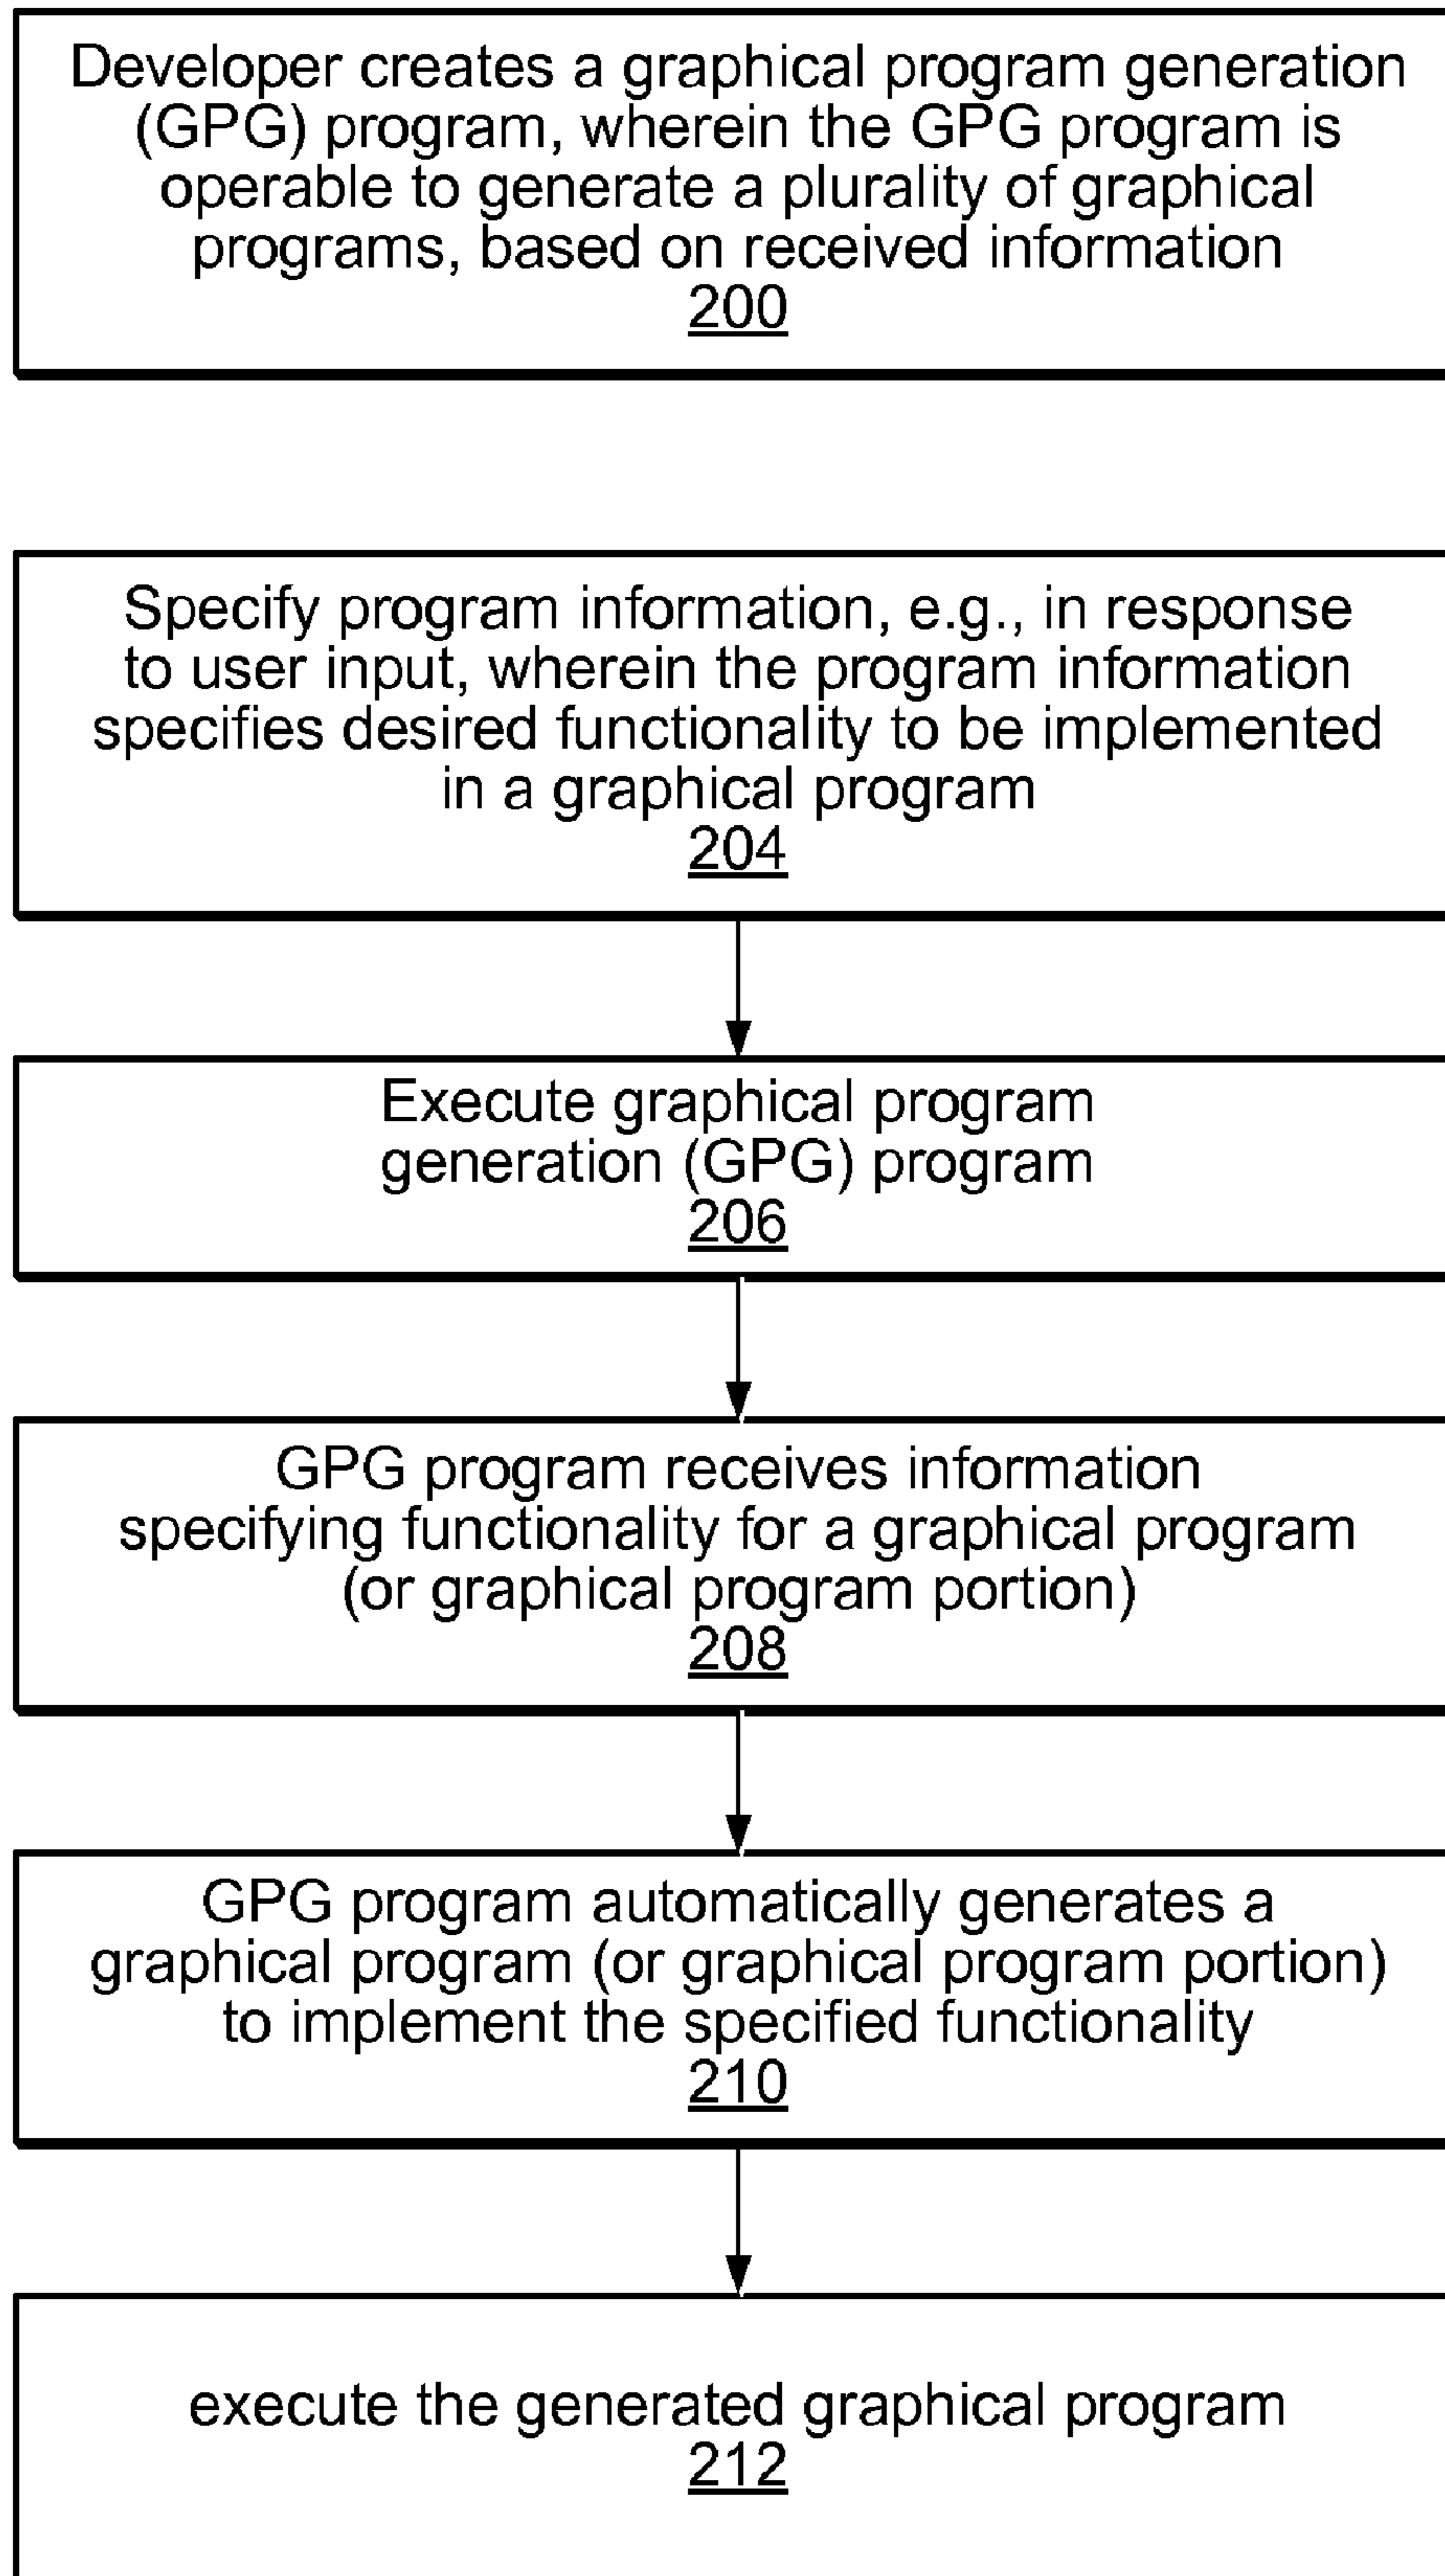 Developer creates a graphical program generation
(GPG) program, wherein the GPG program is
operable to generate a plurality of graphical
programs, based on received information
200
Specify program information, e.g., in response
to user input, wherein the program information
specifies desired functionality to be implemented
in a graphical program
204
Execute graphical program
generation (GPG) program
206
GPG program receives information
specifying functionality for a graphical program
(or graphical program portion)
208
GPG program automatically generates a
graphical program (or graphical program portion)
to implement the specified functionality
210
execute the generated graphical program
212